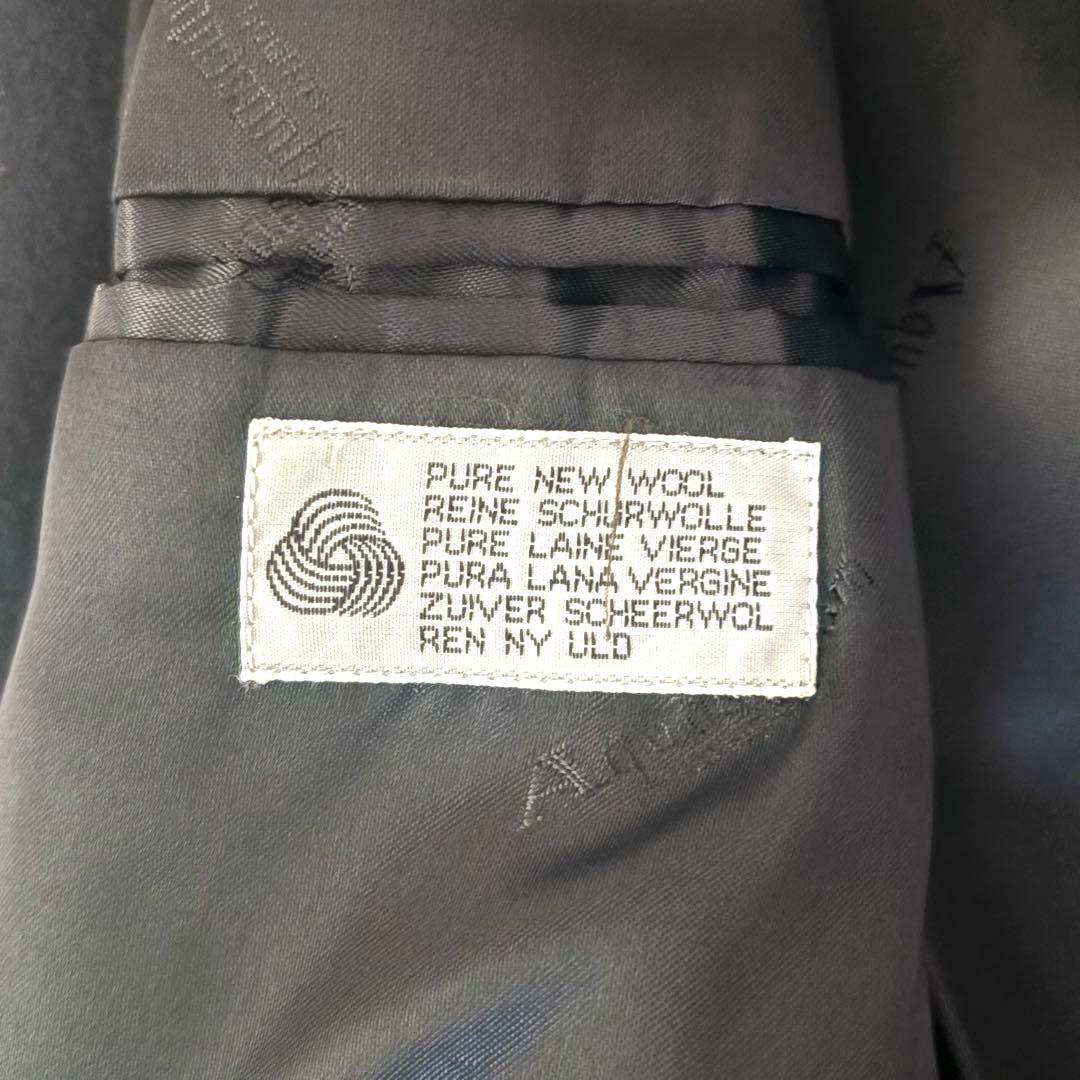 PURE NEW WOOL
REINE SCHURWOLLE
PURE LAINE VIERGE
PURA LANA VERGINE
ZUIVER SCHEERWOL
REN NY ULD